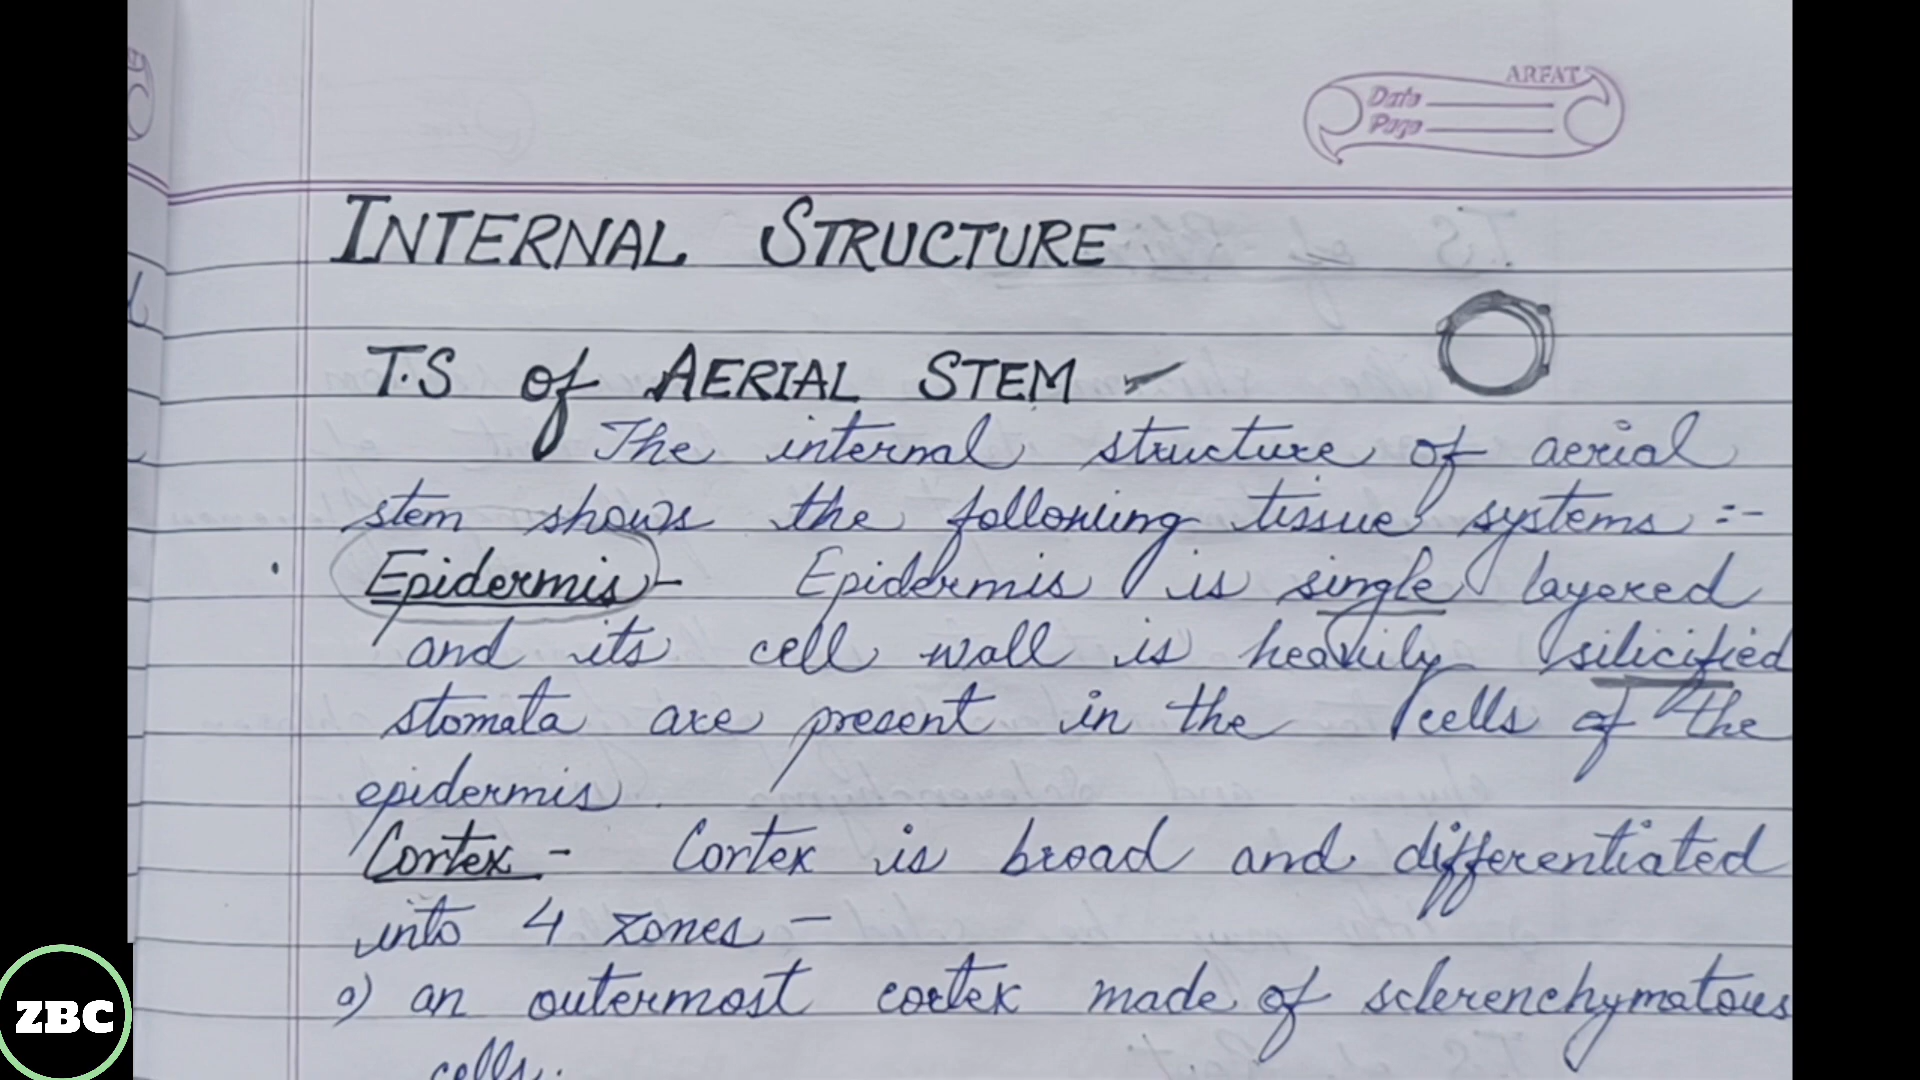 ARFAT
Date
Page
INTERNAL STRUCTURE
T.S of AERIAL STEM -
The internal structure of aerial
stem shows the following tissue systems :-
Epidermis - Epidermis is single layered
and its cell wall is heavily silicified
stomata are present in the cells of the
epidermis.
Cortex - Cortex is broad and differentiated
into 4 zones -
a) an outermost cortex made of sclerenchymatous
cells.
ZBC